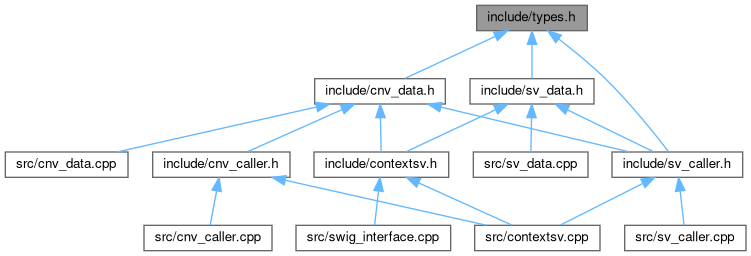 include/types.h
include/cnv_data.h
include/sv_data.h
src/cnv_data.cpp
include/cnv_caller.h
include/contextsv.h
src/sv_data.cpp
include/sv_caller.h
src/cnv_caller.cpp
src/swig_interface.cpp
src/contextsv.cpp
src/sv_caller.cpp